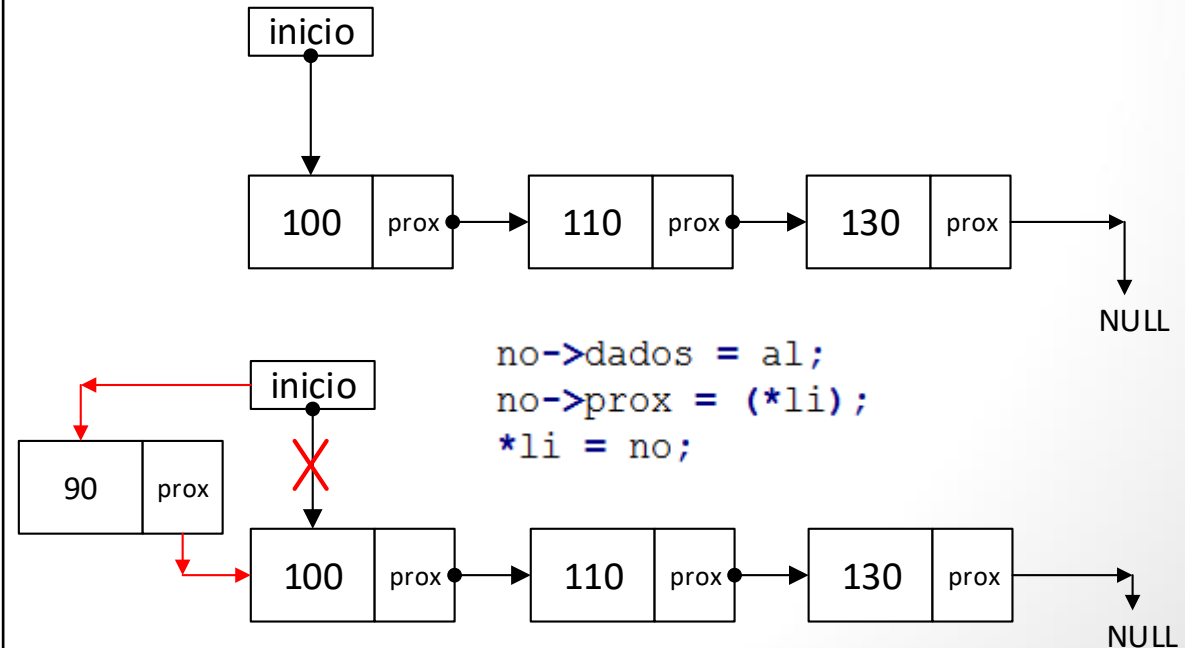 inicio
100 prox 110 prox 130 prox
NULL
no->dados = al;
no->prox = (*li);
*li = no;
inicio
90 prox
100 prox 110 prox 130 prox
NULL